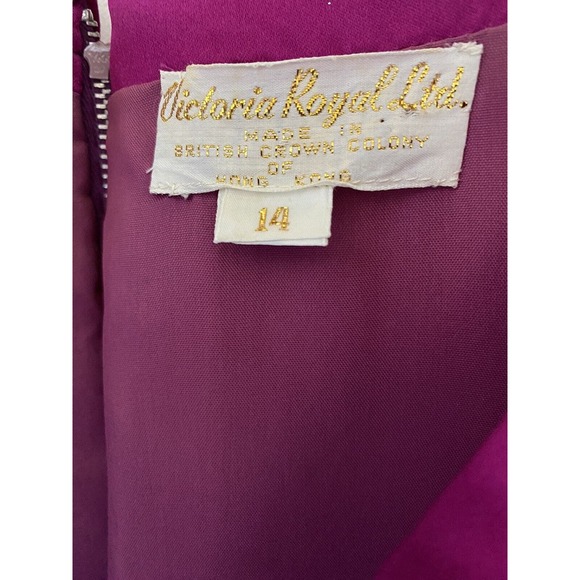 Victoria Royal Ltd.
MADE IN
BRITISH CROWN COLONY
OF
HONG KONG
14